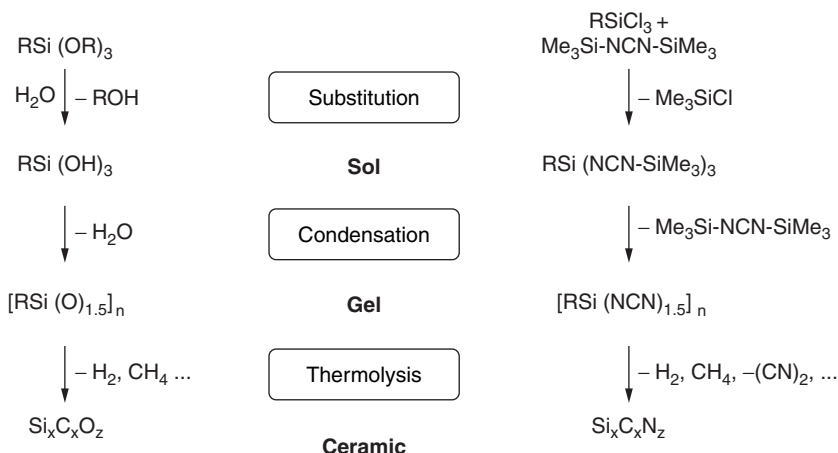 RSi (OR)₃
H₂O
– ROH
RSi (OH)₃
– H₂O
[RSi (O)₁.₅]ₙ
– H₂, CH₄ ...
SiₓCₓO_z
Substitution
Sol
Condensation
Gel
Thermolysis
Ceramic
RSiCl₃ +
Me₃Si-NCN-SiMe₃
– Me₃SiCl
RSi (NCN-SiMe₃)₃
– Me₃Si-NCN-SiMe₃
[RSi (NCN)₁.₅]ₙ
– H₂, CH₄, –(CN)₂, ...
SiₓCₓN_z